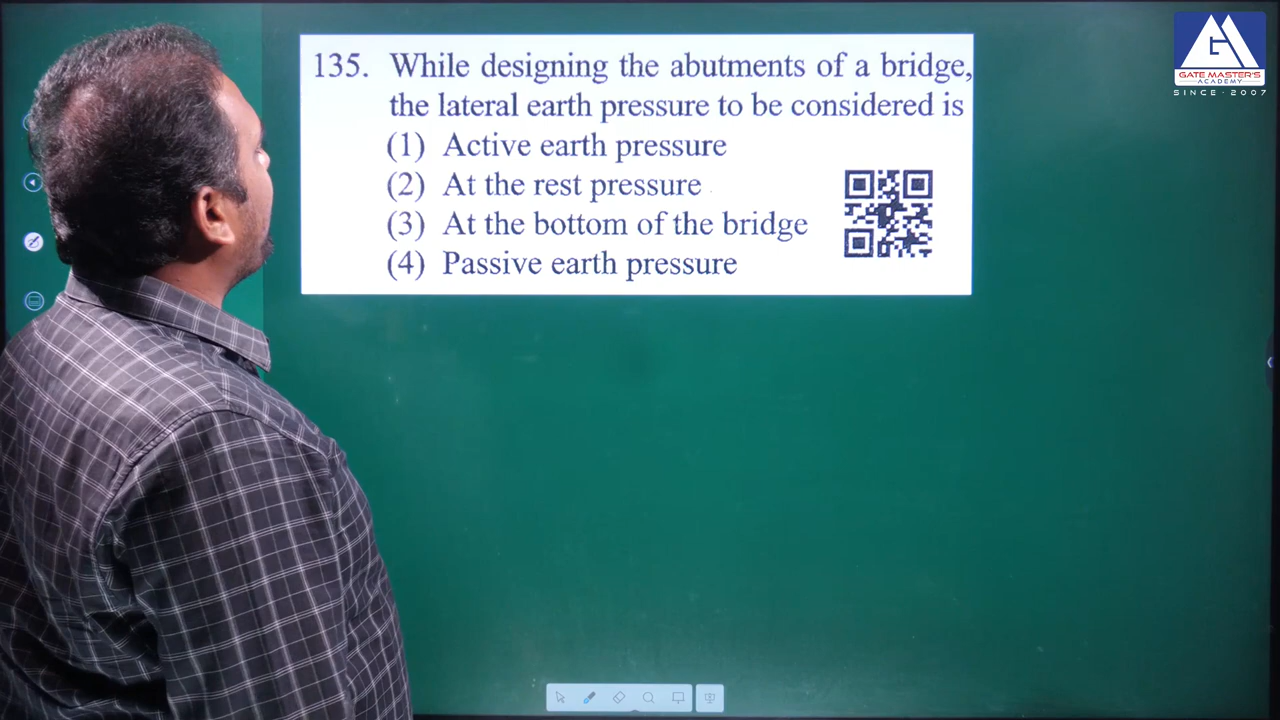 135. While designing the abutments of a bridge,
the lateral earth pressure to be considered is
(1) Active earth pressure
(2) At the rest pressure
(3) At the bottom of the bridge
(4) Passive earth pressure
GATE MASTER'S
ACADEMY
SINCE - 2007